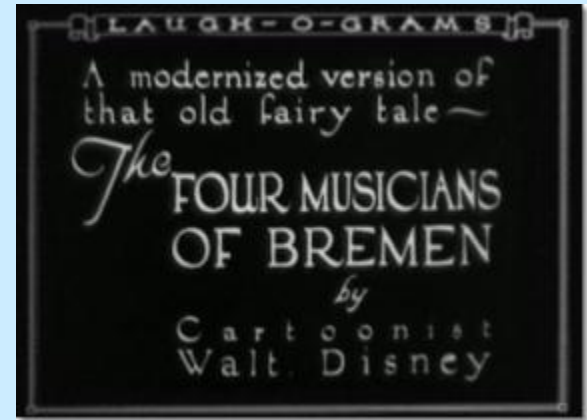 LAUGH-O-GRAMS
A modernized version of
that old fairy tale—
The FOUR MUSICIANS
OF BREMEN
by
Cartoonist
Walt. Disney